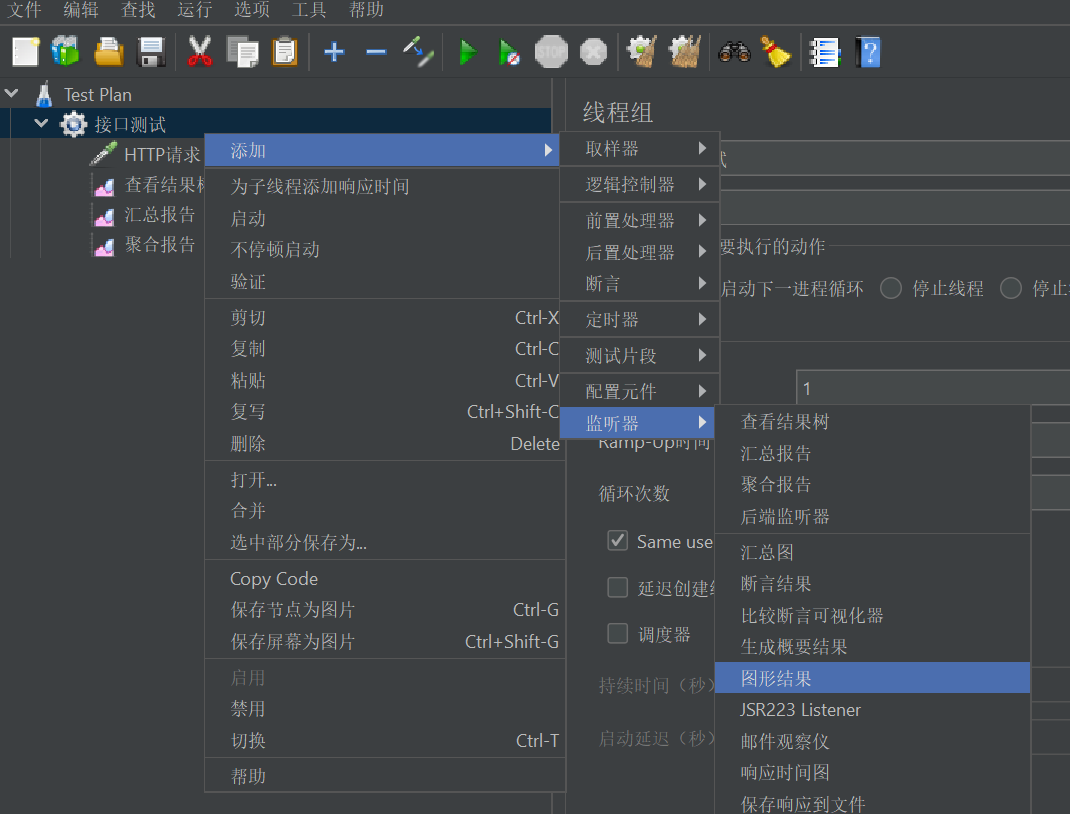 文件 编辑 查找 运行 选项 工具 帮助
STOP
Test Plan
接口测试
HTTP请求
查看结果树
汇总报告
聚合报告
添加
为子线程添加响应时间
启动
不停顿启动
验证
剪切 Ctrl-X
复制 Ctrl-C
粘贴 Ctrl-V
复写 Ctrl+Shift-C
删除 Delete
打开...
合并
选中部分保存为...
Copy Code
保存节点为图片 Ctrl-G
保存屏幕为图片 Ctrl+Shift-G
启用
禁用
切换 Ctrl-T
帮助
线程组
取样器
逻辑控制器
前置处理器
后置处理器
断言
定时器
测试片段
配置元件
监听器
要执行的动作
启动下一进程循环 停止线程 停止
1
Ramp-Up时间
循环次数
Same use
延迟创建
调度器
持续时间（秒）
启动延迟（秒）
查看结果树
汇总报告
聚合报告
后端监听器
汇总图
断言结果
比较断言可视化器
生成概要结果
图形结果
JSR223 Listener
邮件观察仪
响应时间图
保存响应到文件